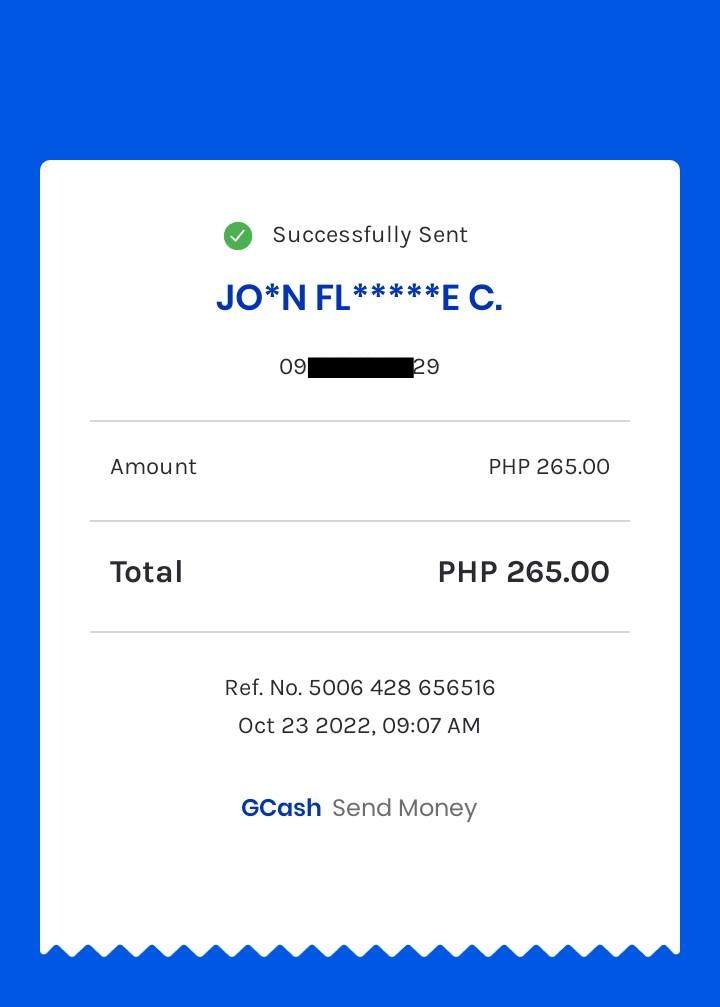 Successfully Sent
JO*N FL*****E C.
09 29
Amount PHP 265.00
Total PHP 265.00
Ref. No. 5006 428 656516
Oct 23 2022, 09:07 AM
GCash Send Money